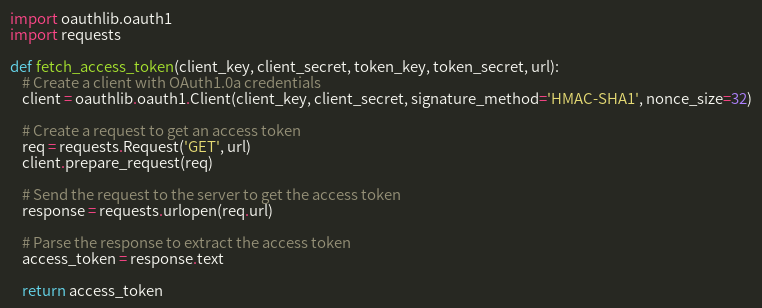 import oauthlib.oauth1
import requests

def fetch_access_token(client_key, client_secret, token_key, token_secret, url):
    # Create a client with OAuth1.0a credentials
    client = oauthlib.oauth1.Client(client_key, client_secret, signature_method='HMAC-SHA1', nonce_size=32)

    # Create a request to get an access token
    req = requests.Request('GET', url)
    client.prepare_request(req)

    # Send the request to the server to get the access token
    response = requests.urlopen(req.url)

    # Parse the response to extract the access token
    access_token = response.text

    return access_token